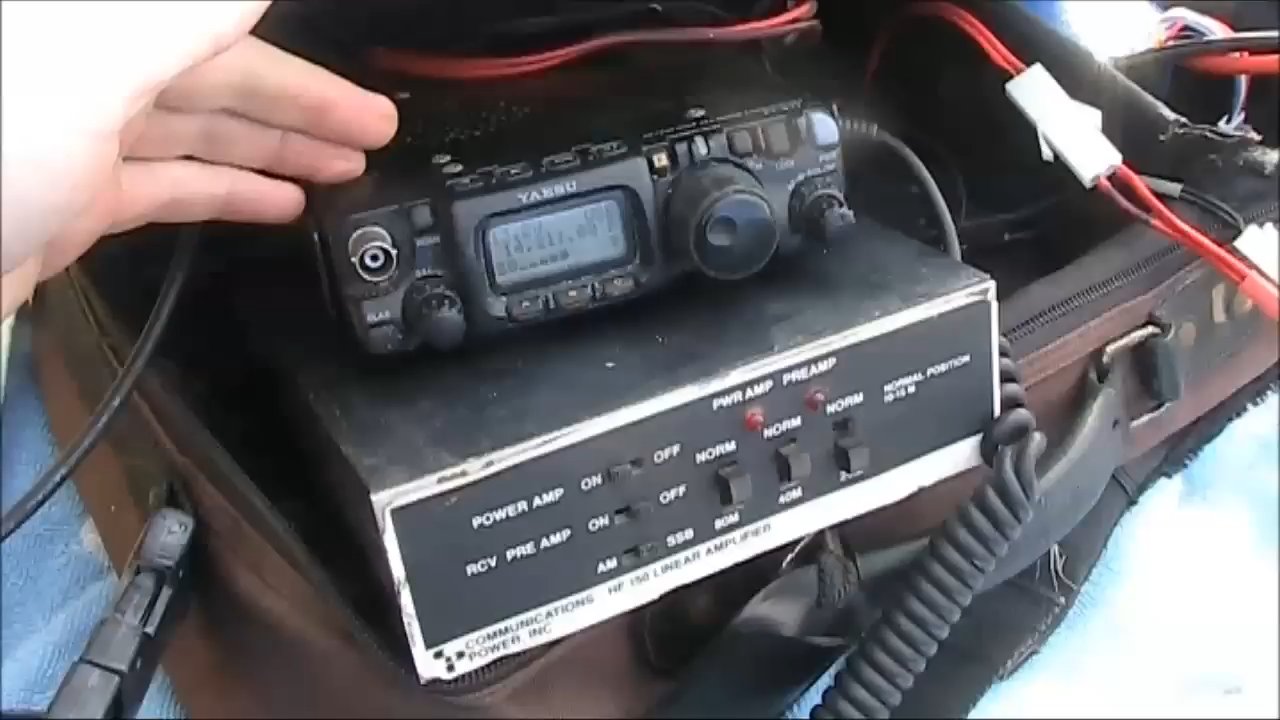 YAESU
PWR AMP PREAMP
NORM NORM NORM
NORMAL POSITION
10-15 M
POWER AMP ON OFF
RCV PRE AMP ON OFF
AM SSB 80M 40M
COMMUNICATIONS
POWER, INC
HF 150 LINEAR AMPLIFIER